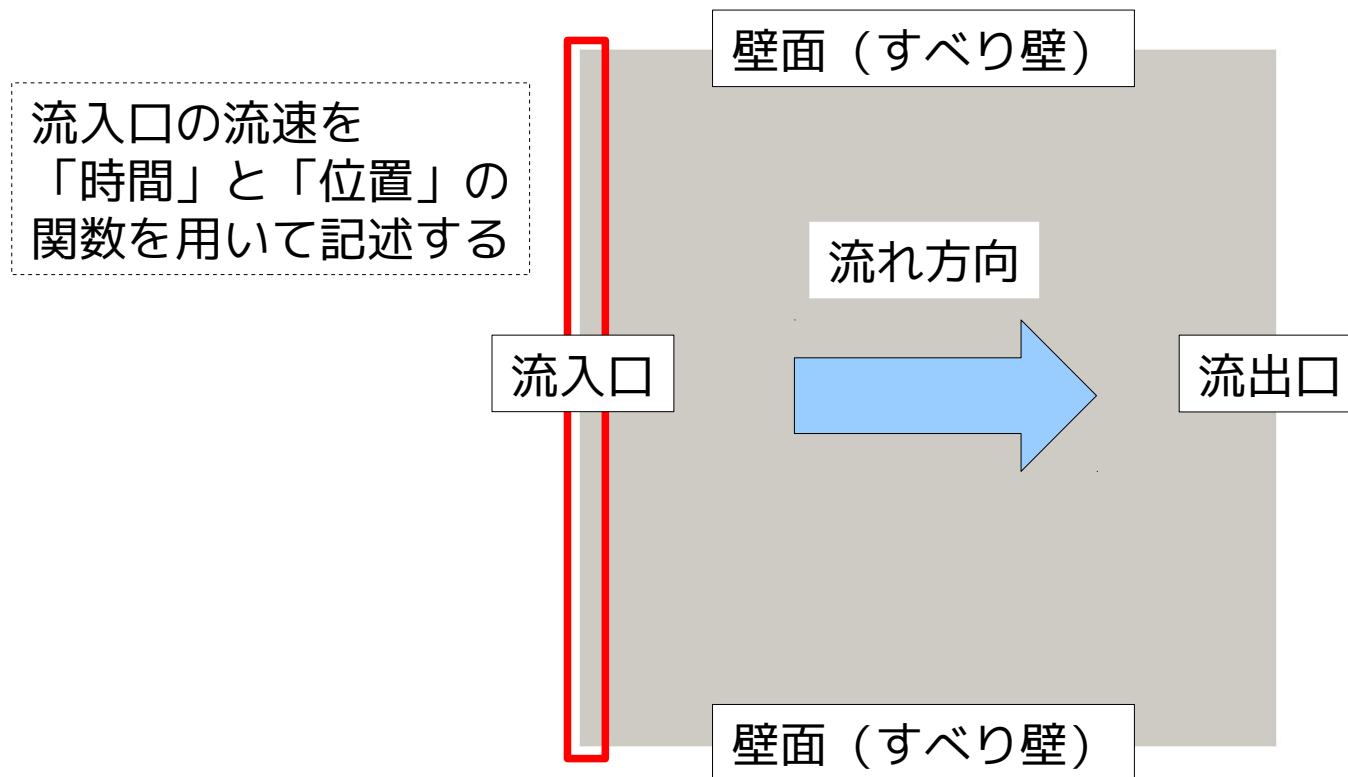 壁面（すべり壁）
流入口の流速を
「時間」と「位置」の
関数を用いて記述する
流れ方向
流入口
流出口
壁面（すべり壁）